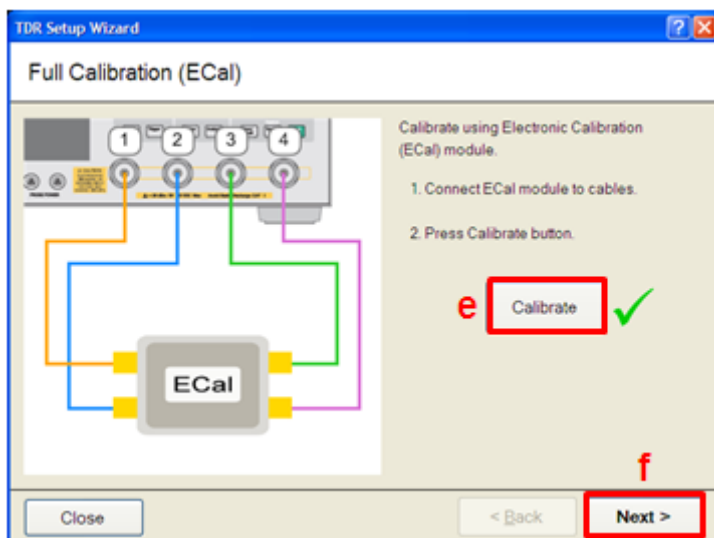 TDR Setup Wizard
Full Calibration (ECal)
1 2 3 4
ECal
Calibrate using Electronic Calibration
(ECal) module.
1. Connect ECal module to cables.
2. Press Calibrate button.
e Calibrate
f
Close < Back Next >